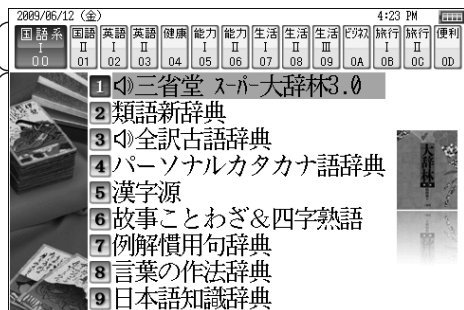 2009/06/12 (金) 4:23 PM
国語系 I 00
国語 II 01
英語 I 02
英語 II 03
健康 04
能力 I 05
能力 II 06
生活 I 07
生活 II 08
生活 III 09
ビジネス 0A
旅行 I 0B
旅行 II 0C
便利 0D
1 三省堂 スーパー大辞林3.0
2 類語新辞典
3 全訳古語辞典
4 パーソナルカタカナ語辞典
5 漢字源
6 故事ことわざ&四字熟語
7 例解慣用句辞典
8 言葉の作法辞典
9 日本語知識辞典
大辞林